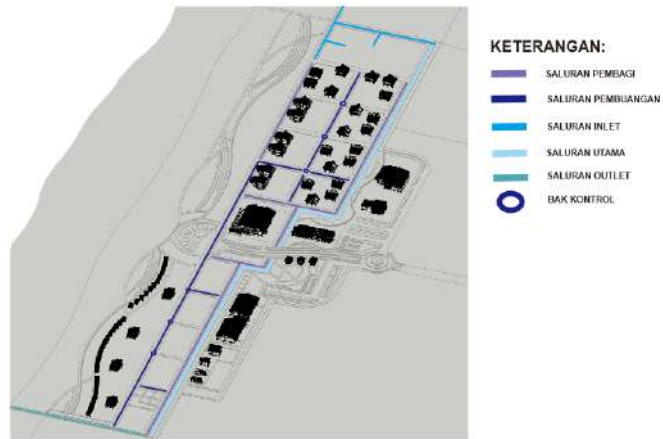 KETERANGAN:
SALURAN PEMBAGI
SALURAN PEMBUANGAN
SALURAN INLET
SALURAN UTAMA
SALURAN OUTLET
BAK KONTROL